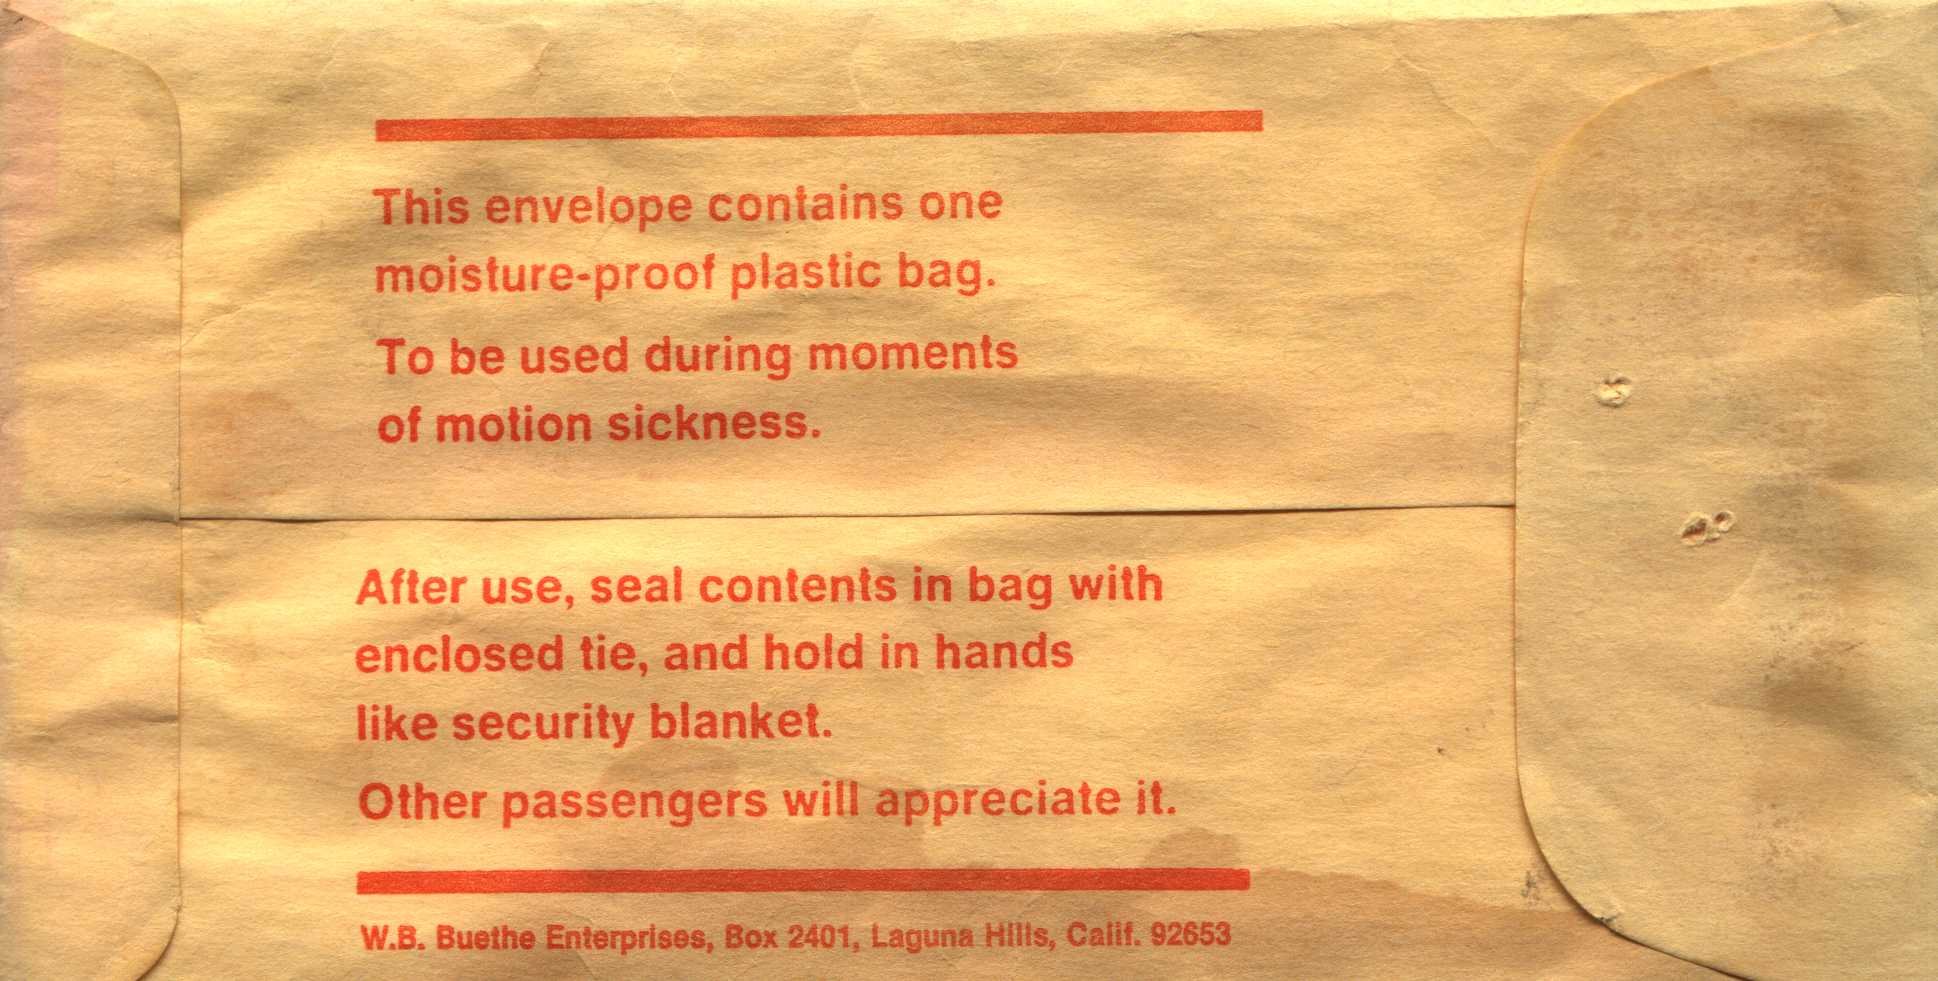 This envelope contains one
moisture-proof plastic bag.
To be used during moments
of motion sickness.
After use, seal contents in bag with
enclosed tie, and hold in hands
like security blanket.
Other passengers will appreciate it.
W.B. Buethe Enterprises, Box 2401, Laguna Hills, Calif. 92653